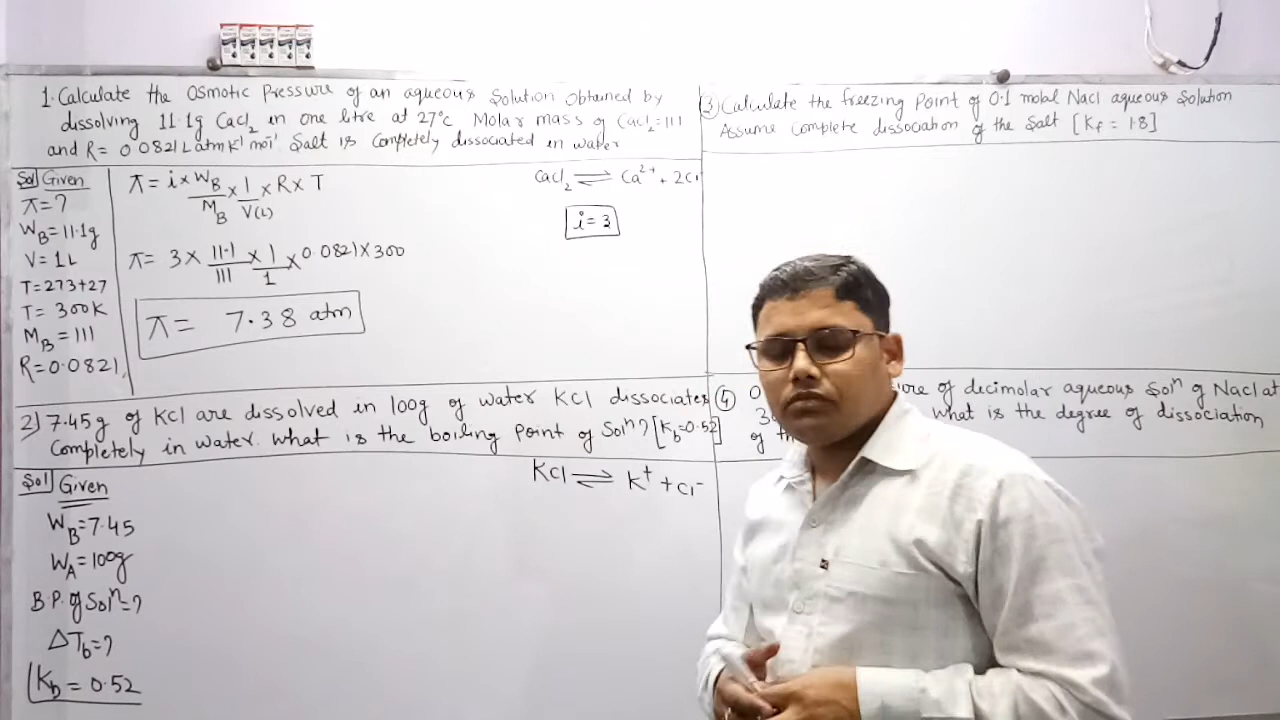 1. Calculate the Osmotic Pressure of an aqueous Solution Obtained by
dissolving 11.1g CaCl2 in one litre at 27°C Molar mass of CaCl2=111
and R= 0.0821 L atm K⁻¹ mol⁻¹. Salt is Completely dissociated in water
Sol Given
π=?
WB=11.1g
V=1L
T=273+27
T= 300K
MB=111
R=0.0821
π= i×WB/MB × 1/V(L) × R× T
π= 3× 11.1/111 × 1/1 × 0.0821×300
π= 7.38 atm
CaCl2 ⇌ Ca²⁺ + 2Cl
i=3
2) 7.45g of KCl are dissolved in 100g of water KCl dissociates
Completely in water. What is the boiling Point of Solⁿ? [Kb=0.52]
Sol Given
WB=7.45
WA=100g
B.P. of Solⁿ=?
ΔTb=?
Kb = 0.52
KCl ⇌ K⁺ + Cl⁻
3) Calculate the freezing Point of 0.1 molal NaCl aqueous Solution
Assume Complete dissociation of the Salt [Kf = 1.8]
4) of decimolar aqueous Solⁿ of NaCl at
What is the degree of dissociation
of